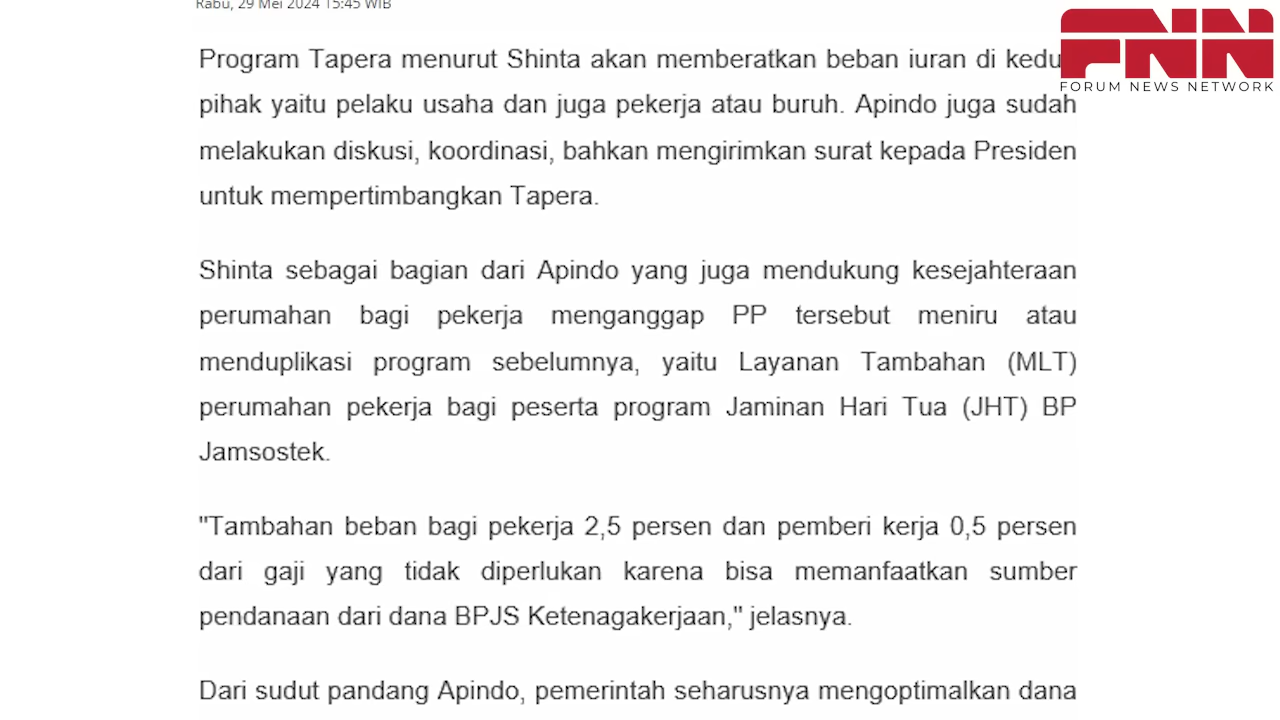 Rabu, 29 Mei 2024 15:45 WIB
FNN
FORUM NEWS NETWORK
Program Tapera menurut Shinta akan memberatkan beban iuran di kedu
pihak yaitu pelaku usaha dan juga pekerja atau buruh. Apindo juga sudah
melakukan diskusi, koordinasi, bahkan mengirimkan surat kepada Presiden
untuk mempertimbangkan Tapera.
Shinta sebagai bagian dari Apindo yang juga mendukung kesejahteraan
perumahan bagi pekerja menganggap PP tersebut meniru atau
menduplikasi program sebelumnya, yaitu Layanan Tambahan (MLT)
perumahan pekerja bagi peserta program Jaminan Hari Tua (JHT) BP
Jamsostek.
"Tambahan beban bagi pekerja 2,5 persen dan pemberi kerja 0,5 persen
dari gaji yang tidak diperlukan karena bisa memanfaatkan sumber
pendanaan dari dana BPJS Ketenagakerjaan," jelasnya.
Dari sudut pandang Apindo, pemerintah seharusnya mengoptimalkan dana